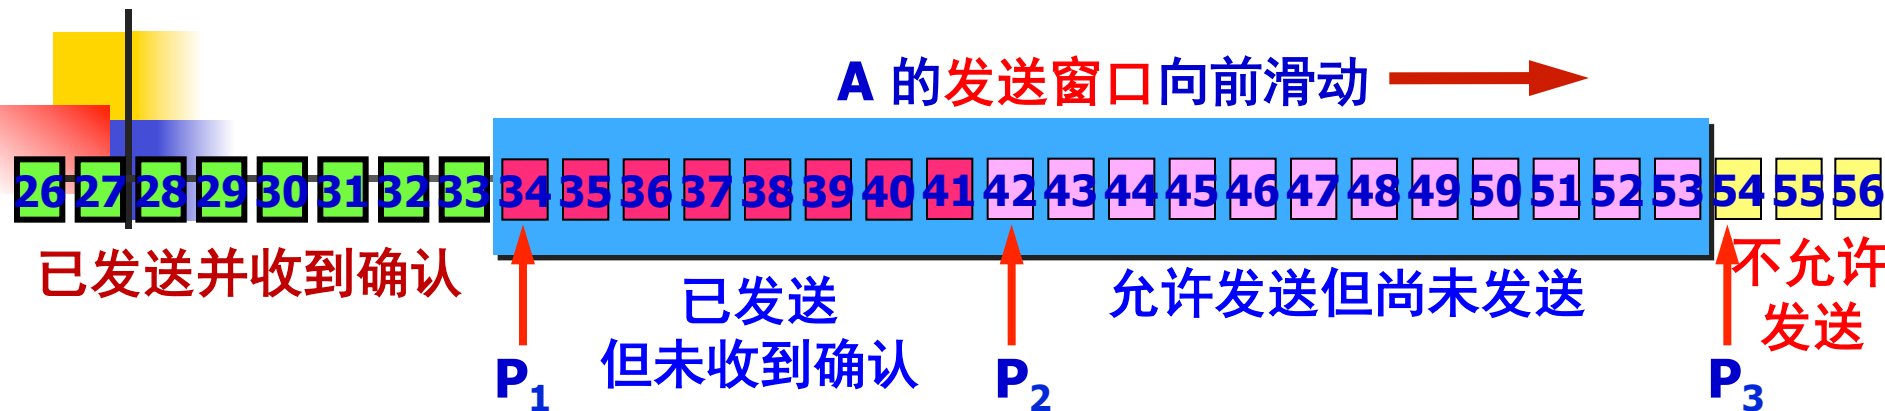 A 的发送窗口向前滑动
26 27 28 29 30 31 32 33 34 35 36 37 38 39 40 41 42 43 44 45 46 47 48 49 50 51 52 53 54 55 56
已发送并收到确认
已发送
但未收到确认
允许发送但尚未发送
不允许
发送
P1 P2 P3